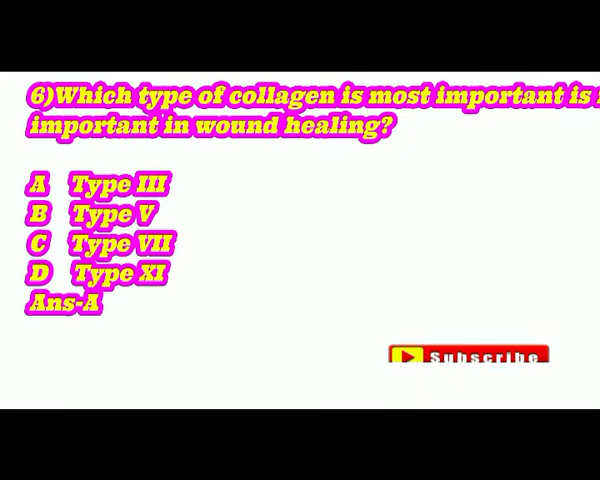 6)Which type of collagen is most important is
important in wound healing?
A Type III
B Type V
C Type VII
D Type XI
Ans-A
Subscribe